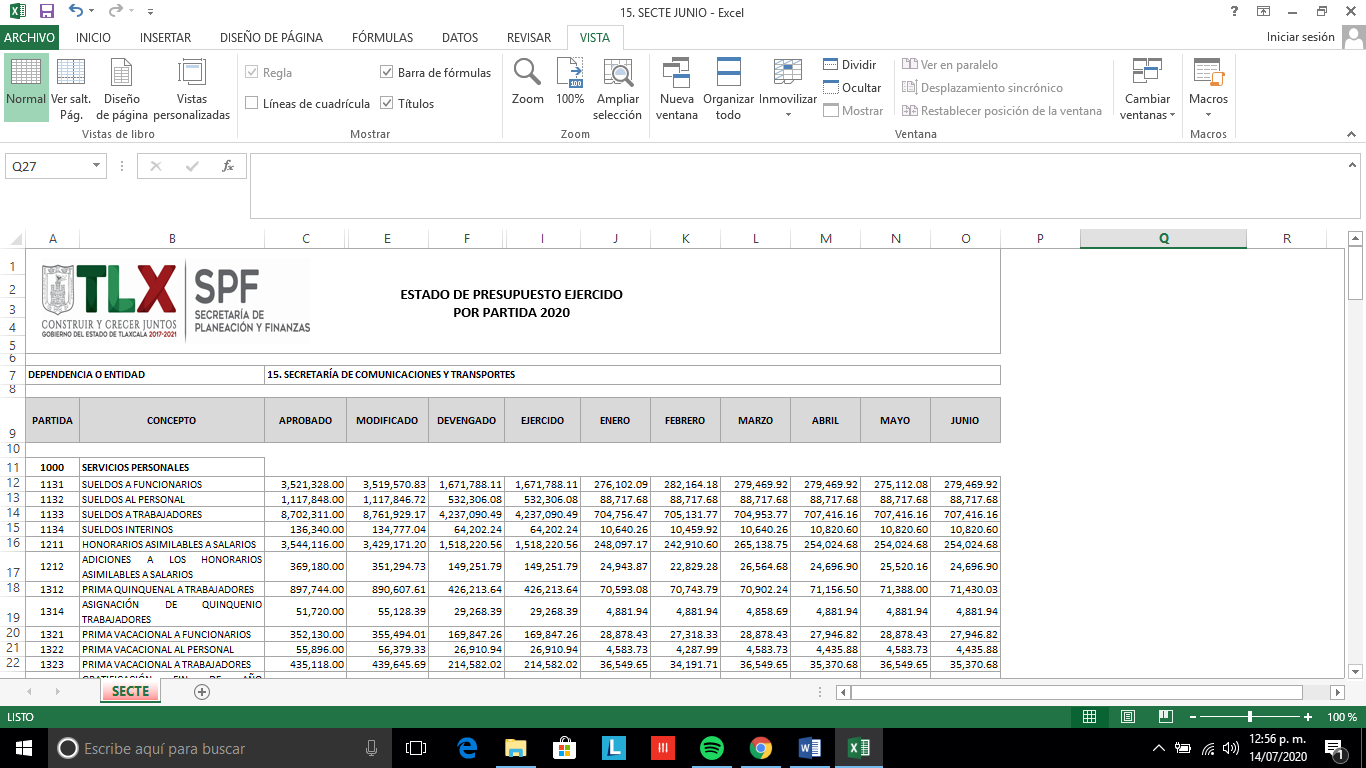 15. SECTE JUNIO - Excel
ARCHIVO INICIO INSERTAR DISEÑO DE PÁGINA FÓRMULAS DATOS REVISAR VISTA Iniciar sesión
Normal Ver salt. Pág. Diseño de página Vistas personalizadas
Vistas de libro
Regla Barra de fórmulas
Líneas de cuadrícula Títulos
Mostrar
Zoom 100% Ampliar selección
Zoom
Nueva ventana Organizar todo Inmovilizar
Dividir
Ocultar
Mostrar
Ver en paralelo
Desplazamiento sincrónico
Restablecer posición de la ventana
Cambiar ventanas
Ventana
Macros
Macros
Q27 fx
A B C E F I J K L M N O P Q R
1
2
3
4
5
6
TLX
CONSTRUIR Y CRECER JUNTOS
GOBIERNO DEL ESTADO DE TLAXCALA 2017-2021
SPF
SECRETARÍA DE
PLANEACIÓN Y FINANZAS
ESTADO DE PRESUPUESTO EJERCIDO
POR PARTIDA 2020
7 DEPENDENCIA O ENTIDAD 15. SECRETARÍA DE COMUNICACIONES Y TRANSPORTES
8
9 PARTIDA CONCEPTO APROBADO MODIFICADO DEVENGADO EJERCIDO ENERO FEBRERO MARZO ABRIL MAYO JUNIO
10
11 1000 SERVICIOS PERSONALES
12 1131 SUELDOS A FUNCIONARIOS 3,521,328.00 3,519,570.83 1,671,788.11 1,671,788.11 276,102.09 282,164.18 279,469.92 279,469.92 275,112.08 279,469.92
13 1132 SUELDOS AL PERSONAL 1,117,848.00 1,117,846.72 532,306.08 532,306.08 88,717.68 88,717.68 88,717.68 88,717.68 88,717.68 88,717.68
14 1133 SUELDOS A TRABAJADORES 8,702,311.00 8,761,929.17 4,237,090.49 4,237,090.49 704,756.47 705,131.77 704,953.77 707,416.16 707,416.16 707,416.16
15 1134 SUELDOS INTERINOS 136,340.00 134,777.04 64,202.24 64,202.24 10,640.26 10,459.92 10,640.26 10,820.60 10,820.60 10,820.60
16 1211 HONORARIOS ASIMILABLES A SALARIOS 3,544,116.00 3,429,171.20 1,518,220.56 1,518,220.56 248,097.17 242,910.60 265,138.75 254,024.68 254,024.68 254,024.68
17 1212 ADICIONES A LOS HONORARIOS ASIMILABLES A SALARIOS 369,180.00 351,294.73 149,251.79 149,251.79 24,943.87 22,829.28 26,564.68 24,696.90 25,520.16 24,696.90
18 1312 PRIMA QUINQUENAL A TRABAJADORES 897,744.00 890,607.61 426,213.64 426,213.64 70,593.08 70,743.79 70,902.24 71,156.50 71,388.00 71,430.03
19 1314 ASIGNACIÓN DE QUINQUENIO TRABAJADORES 51,720.00 55,128.39 29,268.39 29,268.39 4,881.94 4,881.94 4,858.69 4,881.94 4,881.94 4,881.94
20 1321 PRIMA VACACIONAL A FUNCIONARIOS 352,130.00 355,494.01 169,847.26 169,847.26 28,878.43 27,318.33 28,878.43 27,946.82 28,878.43 27,946.82
21 1322 PRIMA VACACIONAL AL PERSONAL 55,896.00 56,379.33 26,910.94 26,910.94 4,583.73 4,287.99 4,583.73 4,435.88 4,583.73 4,435.88
22 1323 PRIMA VACACIONAL A TRABAJADORES 435,118.00 439,645.69 214,582.02 214,582.02 36,549.65 34,191.71 36,549.65 35,370.68 36,549.65 35,370.68
SECTE
LISTO 100 %
Escribe aquí para buscar
12:56 p. m.
14/07/2020
1